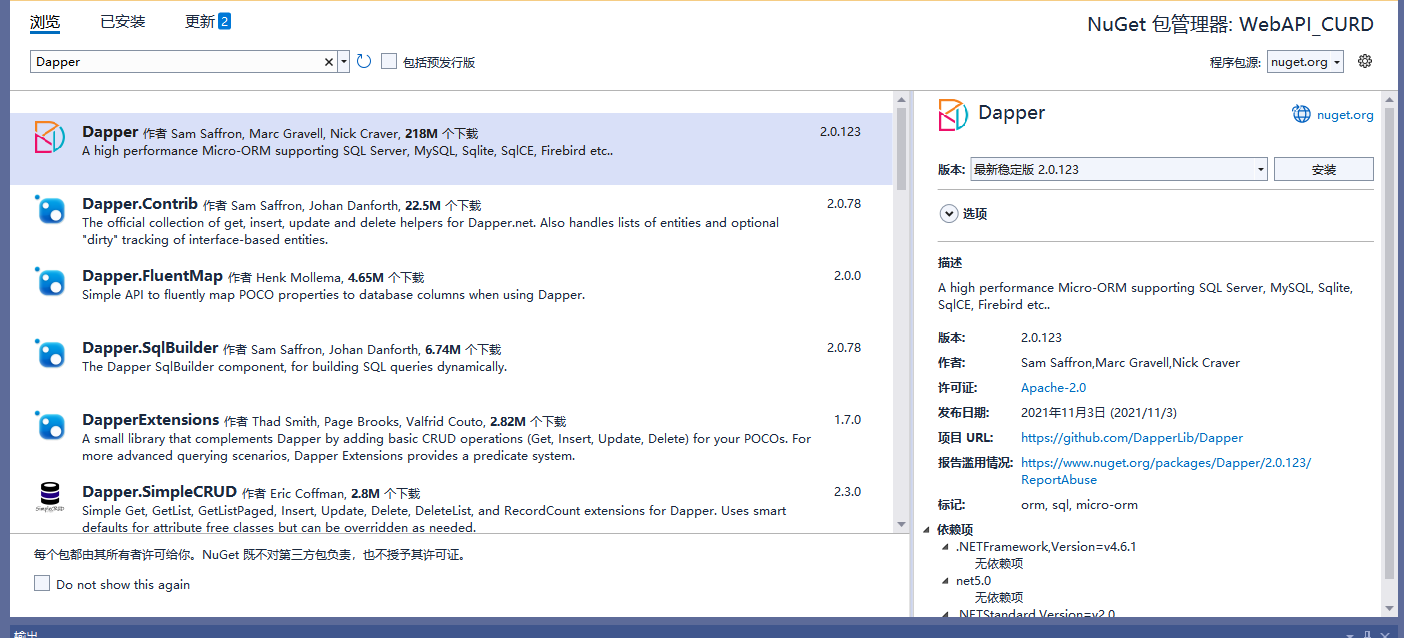 浏览 已安装 更新 2
NuGet 包管理器: WebAPI_CURD
Dapper
包括预发行版
程序包源: nuget.org
Dapper 作者 Sam Saffron, Marc Gravell, Nick Craver, 218M 个下载
2.0.123
A high performance Micro-ORM supporting SQL Server, MySQL, Sqlite, SqlCE, Firebird etc..
Dapper.Contrib 作者 Sam Saffron, Johan Danforth, 22.5M 个下载
2.0.78
The official collection of get, insert, update and delete helpers for Dapper.net. Also handles lists of entities and optional
"dirty" tracking of interface-based entities.
Dapper.FluentMap 作者 Henk Mollema, 4.65M 个下载
2.0.0
Simple API to fluently map POCO properties to database columns when using Dapper.
Dapper.SqlBuilder 作者 Sam Saffron, Johan Danforth, 6.74M 个下载
2.0.78
The Dapper SqlBuilder component, for building SQL queries dynamically.
DapperExtensions 作者 Thad Smith, Page Brooks, Valfrid Couto, 2.82M 个下载
1.7.0
A small library that complements Dapper by adding basic CRUD operations (Get, Insert, Update, Delete) for your POCOs. For
more advanced querying scenarios, Dapper Extensions provides a predicate system.
SimpleCRUD
Dapper.SimpleCRUD 作者 Eric Coffman, 2.8M 个下载
2.3.0
Simple Get, GetList, GetListPaged, Insert, Update, Delete, DeleteList, and RecordCount extensions for Dapper. Uses smart
defaults for attribute free classes but can be overridden as needed.
每个包都由其所有者许可给你。NuGet 既不对第三方包负责，也不授予其许可证。
Do not show this again
Dapper
nuget.org
版本: 最新稳定版 2.0.123
安装
选项
描述
A high performance Micro-ORM supporting SQL Server, MySQL, Sqlite,
SqlCE, Firebird etc..
版本: 2.0.123
作者: Sam Saffron,Marc Gravell,Nick Craver
许可证: Apache-2.0
发布日期: 2021年11月3日 (2021/11/3)
项目 URL: https://github.com/DapperLib/Dapper
报告滥用情况: https://www.nuget.org/packages/Dapper/2.0.123/
ReportAbuse
标记: orm, sql, micro-orm
依赖项
.NETFramework,Version=v4.6.1
无依赖项
net5.0
无依赖项
.NETStandard,Version=v2.0
输出